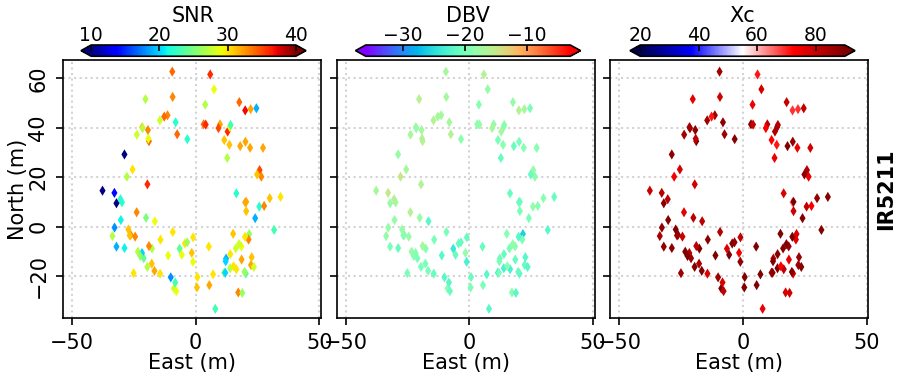 SNR DBV Xc
10 20 30 40 −30 −20 −10 20 40 60 80
60
40
20
0
−20
North (m)
IR5211
−50 0 50 −50 0 50 −50 0 50
East (m) East (m) East (m)